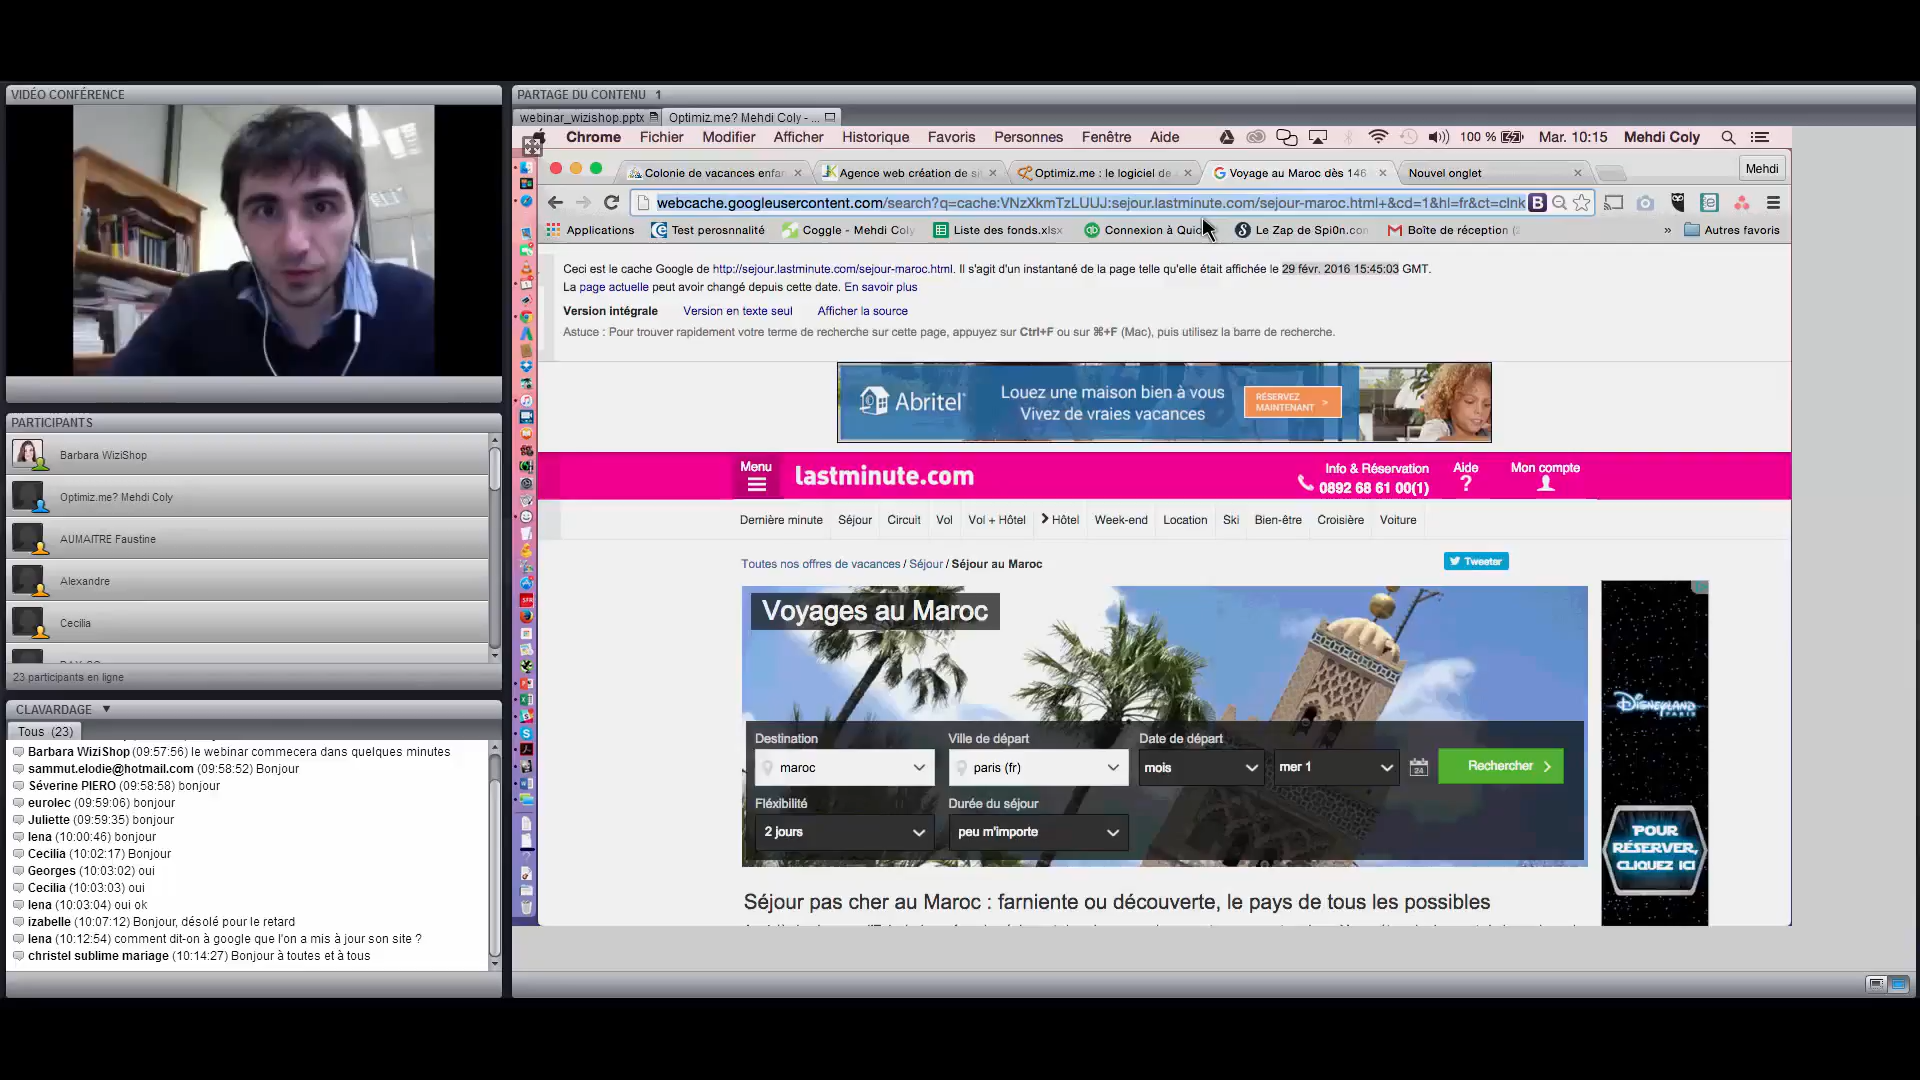 VIDÉO CONFÉRENCE
PARTICIPANTS
Barbara WiziShop
Optimiz.me? Mehdi Coly
AUMAITRE Faustine
Alexandre
Cecilia
23 participants en ligne
CLAVARDAGE
Tous (23)
Barbara WiziShop (09:57:56) le webinar commecera dans quelques minutes
sammut.elodie@hotmail.com (09:58:52) Bonjour
Séverine PIERO (09:58:58) bonjour
eurolec (09:59:06) bonjour
Juliette (09:59:35) bonjour
lena (10:00:46) bonjour
Cecilia (10:02:17) Bonjour
Georges (10:03:02) oui
Cecilia (10:03:03) oui
lena (10:03:04) oui ok
izabelle (10:07:12) Bonjour, désolé pour le retard
lena (10:12:54) comment dit-on à google que l'on a mis à jour son site ?
christel sublime mariage (10:14:27) Bonjour à toutes et à tous
PARTAGE DU CONTENU 1
webinar_wizishop.pptx Optimiz.me? Mehdi Coly - ...
Chrome Fichier Modifier Afficher Historique Favoris Personnes Fenêtre Aide 100 % Mar. 10:15 Mehdi Coly
Colonie de vacances enfan Agence web création de si Optimiz.me : le logiciel de Voyage au Maroc dès 146 Nouvel onglet Mehdi
webcache.googleusercontent.com/search?q=cache:VNzXkmTzLUUJ:sejour.lastminute.com/sejour-maroc.html+&cd=1&hl=fr&ct=clnk
Applications Test perosnnalité Coggle - Mehdi Coly Liste des fonds.xlsx Connexion à Quic Le Zap de Spi0n.com Boîte de réception » Autres favoris
Ceci est le cache Google de http://sejour.lastminute.com/sejour-maroc.html. Il s'agit d'un instantané de la page telle qu'elle était affichée le 29 févr. 2016 15:45:03 GMT.
La page actuelle peut avoir changé depuis cette date. En savoir plus
Version intégrale Version en texte seul Afficher la source
Astuce : Pour trouver rapidement votre terme de recherche sur cette page, appuyez sur Ctrl+F ou sur ⌘+F (Mac), puis utilisez la barre de recherche.
Abritel Louez une maison bien à vous
Vivez de vraies vacances
RÉSERVEZ
MAINTENANT >
Menu lastminute.com Info & Réservation Aide Mon compte
0892 68 61 00(1) ?
Dernière minute Séjour Circuit Vol Vol + Hôtel Hôtel Week-end Location Ski Bien-être Croisière Voiture
Toutes nos offres de vacances / Séjour / Séjour au Maroc
Tweeter
Voyages au Maroc
Destination Ville de départ Date de départ
maroc paris (fr) mois mer 1 24 Rechercher
Fléxibilité Durée du séjour
2 jours peu m'importe
Disneyland
PARIS
POUR
RÉSERVER,
CLIQUEZ ICI
Séjour pas cher au Maroc : farniente ou découverte, le pays de tous les possibles